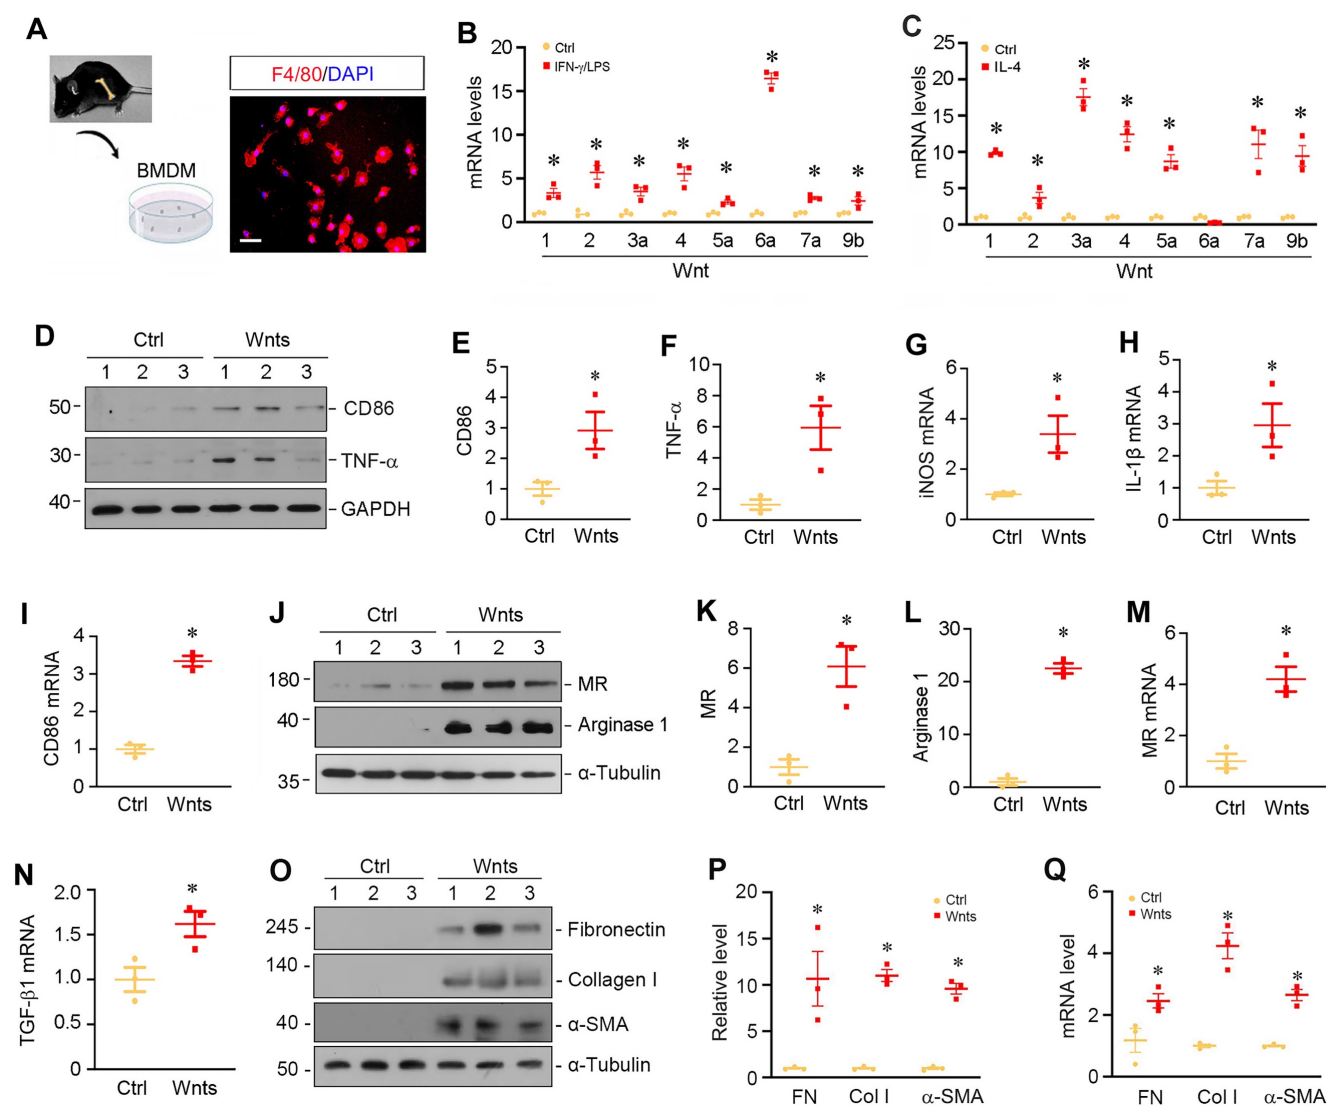 A
F4/80/DAPI
BMDM
B
mRNA levels
20
15
10
5
0
Ctrl
IFN-γ/LPS
* * * * * * * *
1 2 3a 4 5a 6a 7a 9b
Wnt
C
mRNA levels
25
20
15
10
5
0
Ctrl
IL-4
* * * * * * *
1 2 3a 4 5a 6a 7a 9b
Wnt
D
Ctrl Wnts
1 2 3 1 2 3
50 CD86
30 TNF-α
40 GAPDH
E
CD86
5
4
3
2
1
0
*
Ctrl Wnts
F
TNF-α
10
8
6
4
2
0
*
Ctrl Wnts
G
iNOS mRNA
6
4
2
0
*
Ctrl Wnts
H
IL-1β mRNA
5
4
3
2
1
0
*
Ctrl Wnts
I
CD86 mRNA
4
3
2
1
0
*
Ctrl Wnts
J
Ctrl Wnts
1 2 3 1 2 3
180 MR
40 Arginase 1
35 α-Tubulin
K
MR
8
6
4
2
0
*
Ctrl Wnts
L
Arginase 1
30
20
10
0
*
Ctrl Wnts
M
MR mRNA
6
4
2
0
*
Ctrl Wnts
N
TGF-β1 mRNA
2.0
1.5
1.0
0.5
0
*
Ctrl Wnts
O
Ctrl Wnts
1 2 3 1 2 3
245 Fibronectin
140 Collagen I
40 α-SMA
50 α-Tubulin
P
Relative level
20
15
10
5
0
Ctrl
Wnts
* * *
FN Col I α-SMA
Q
mRNA level
6
4
2
0
Ctrl
Wnts
* * *
FN Col I α-SMA